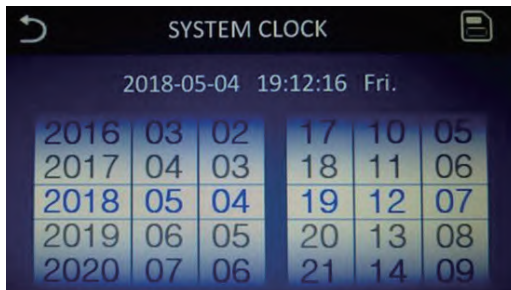 SYSTEM CLOCK
2018-05-04 19:12:16 Fri.
2016 03 02 17 10 05
2017 04 03 18 11 06
2018 05 04 19 12 07
2019 06 05 20 13 08
2020 07 06 21 14 09